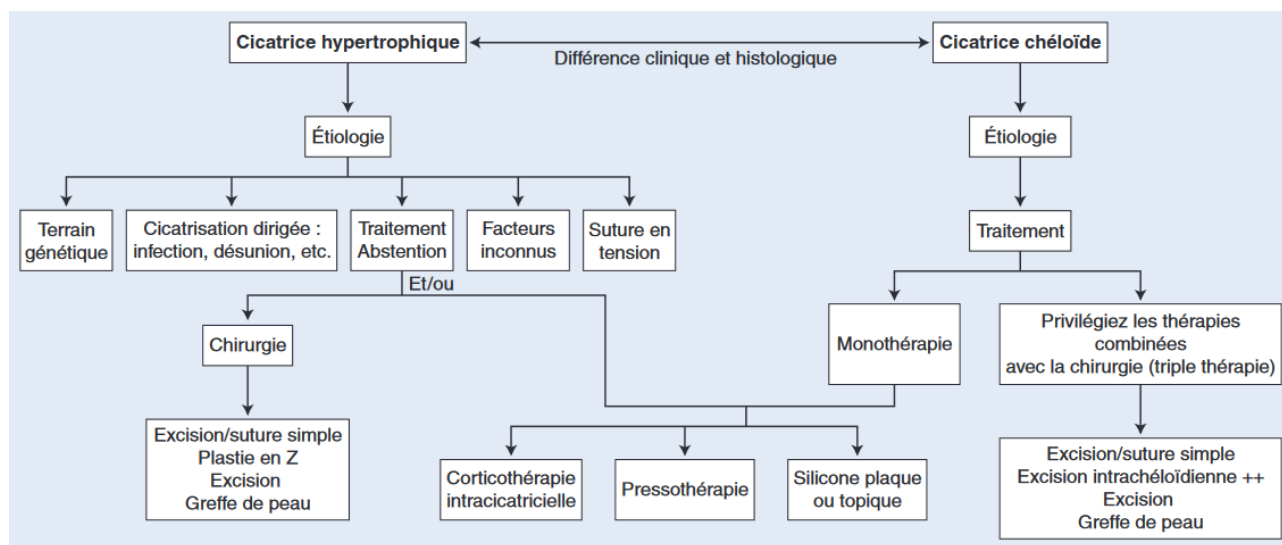 Cicatrice hypertrophique
Différence clinique et histologique
Cicatrice chéloïde
Étiologie
Étiologie
Terrain
génétique
Cicatrisation dirigée :
infection, désunion, etc.
Traitement
Abstention
Facteurs
inconnus
Suture en
tension
Traitement
Et/ou
Chirurgie
Monothérapie
Privilégiez les thérapies
combinées
avec la chirurgie (triple thérapie)
Excision/suture simple
Plastie en Z
Excision
Greffe de peau
Corticothérapie
intracicatricielle
Pressothérapie
Silicone plaque
ou topique
Excision/suture simple
Excision intrachéloïdienne ++
Excision
Greffe de peau